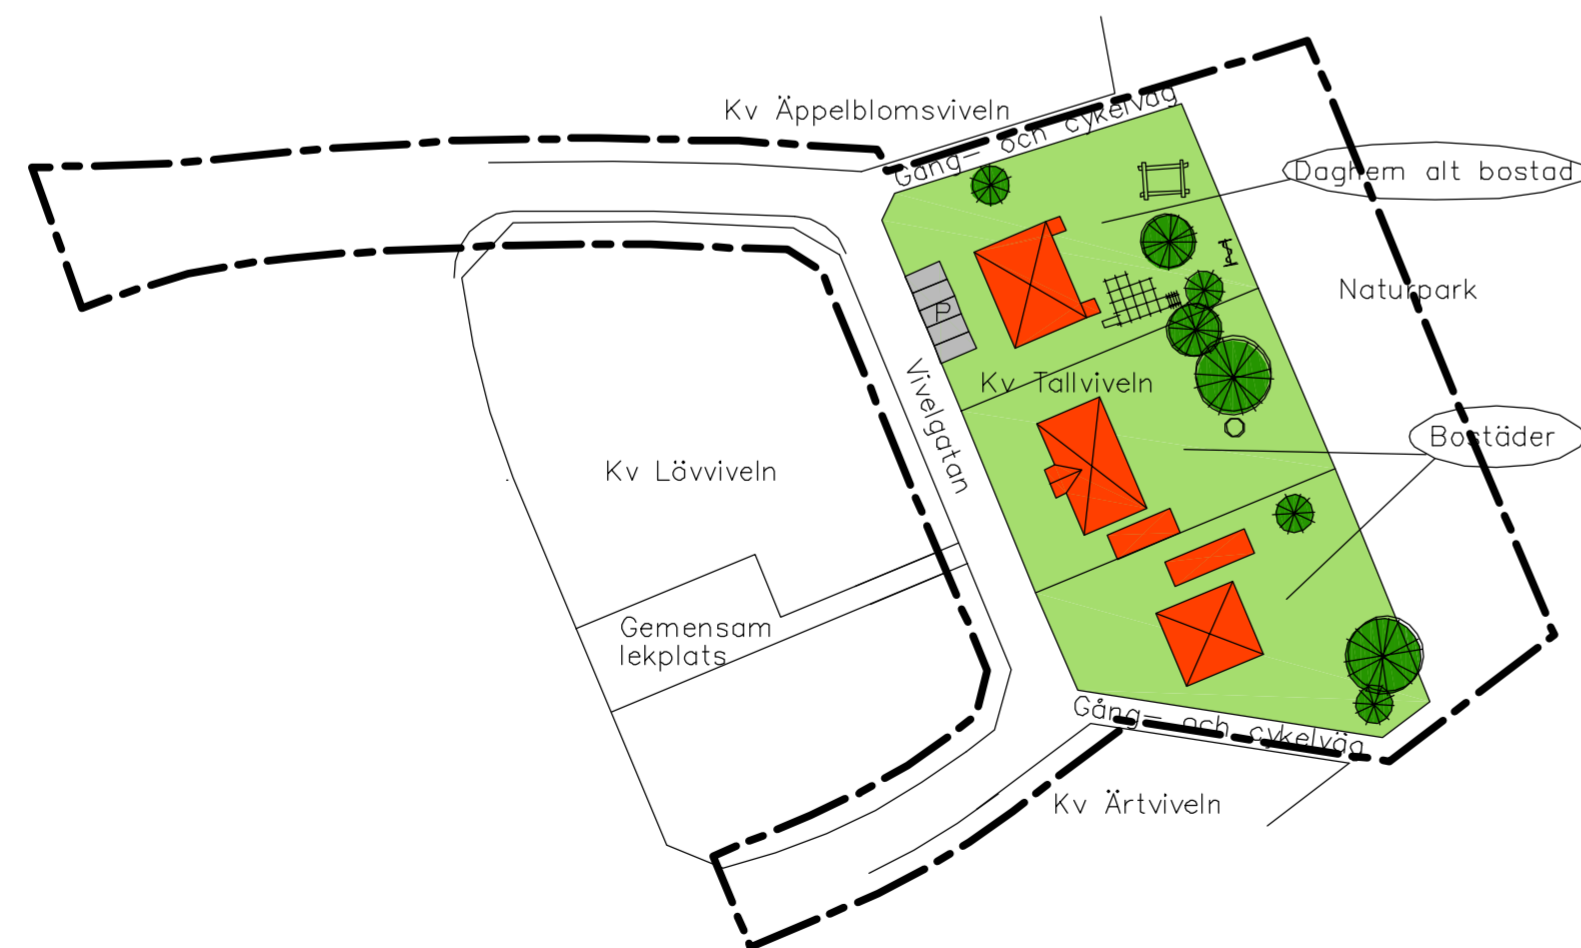 Kv Äppelblomsviveln
Gång- och cykelväg
Daghem alt bostad
Naturpark
P
Kv Tallviveln
Vivelgatan
Bostäder
Kv Lövviveln
Gemensam
lekplats
Gång- och cykelväg
Kv Ärtviveln